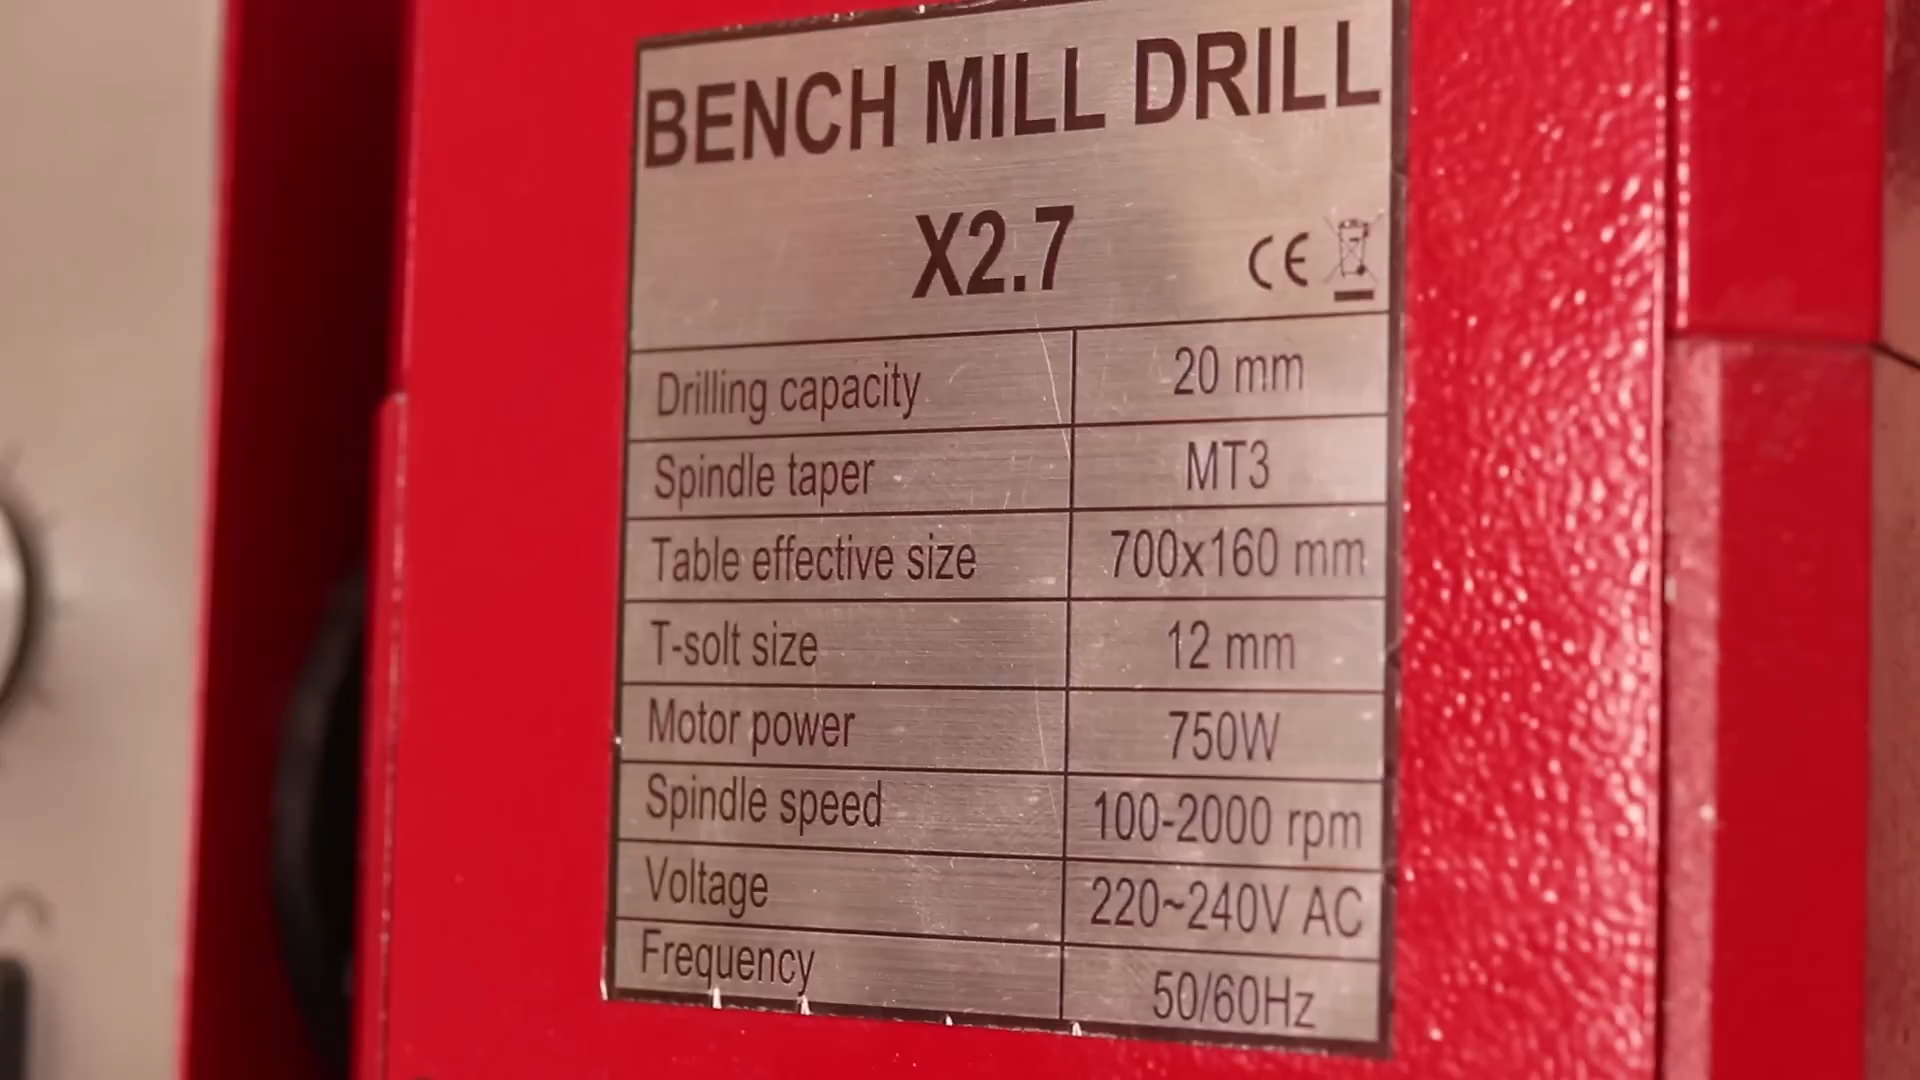 BENCH MILL DRILL
X2.7
CE
Drilling capacity 20 mm
Spindle taper MT3
Table effective size 700x160 mm
T-solt size 12 mm
Motor power 750W
Spindle speed 100-2000 rpm
Voltage 220~240V AC
Frequency 50/60Hz